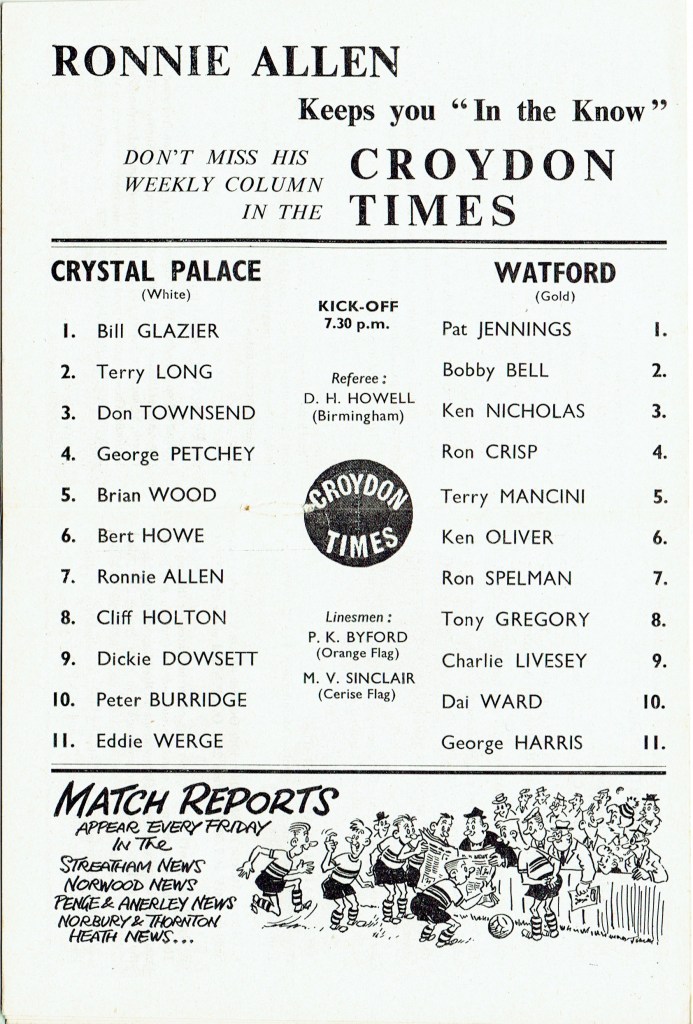 RONNIE ALLEN
Keeps you "In the Know"
DON'T MISS HIS
WEEKLY COLUMN
IN THE
CROYDON
TIMES
CRYSTAL PALACE
(White)
1. Bill GLAZIER
2. Terry LONG
3. Don TOWNSEND
4. George PETCHEY
5. Brian WOOD
6. Bert HOWE
7. Ronnie ALLEN
8. Cliff HOLTON
9. Dickie DOWSETT
10. Peter BURRIDGE
11. Eddie WERGE
KICK-OFF
7.30 p.m.
Referee :
D. H. HOWELL
(Birmingham)
CROYDON
TIMES
Linesmen :
P. K. BYFORD
(Orange Flag)
M. V. SINCLAIR
(Cerise Flag)
WATFORD
(Gold)
Pat JENNINGS 1.
Bobby BELL 2.
Ken NICHOLAS 3.
Ron CRISP 4.
Terry MANCINI 5.
Ken OLIVER 6.
Ron SPELMAN 7.
Tony GREGORY 8.
Charlie LIVESEY 9.
Dai WARD 10.
George HARRIS 11.
MATCH REPORTS
APPEAR EVERY FRIDAY
IN THE
STREATHAM NEWS
NORWOOD NEWS
PENGE & ANERLEY NEWS
NORBURY & THORNTON
HEATH NEWS...
NEWS